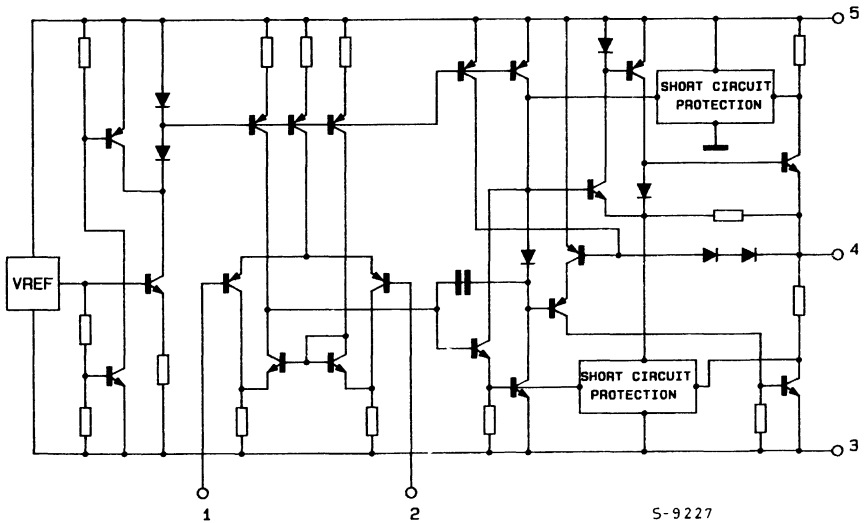 5
SHORT CIRCUIT
PROTECTION
4
VREF
SHORT CIRCUIT
PROTECTION
3
1
2
S-9227